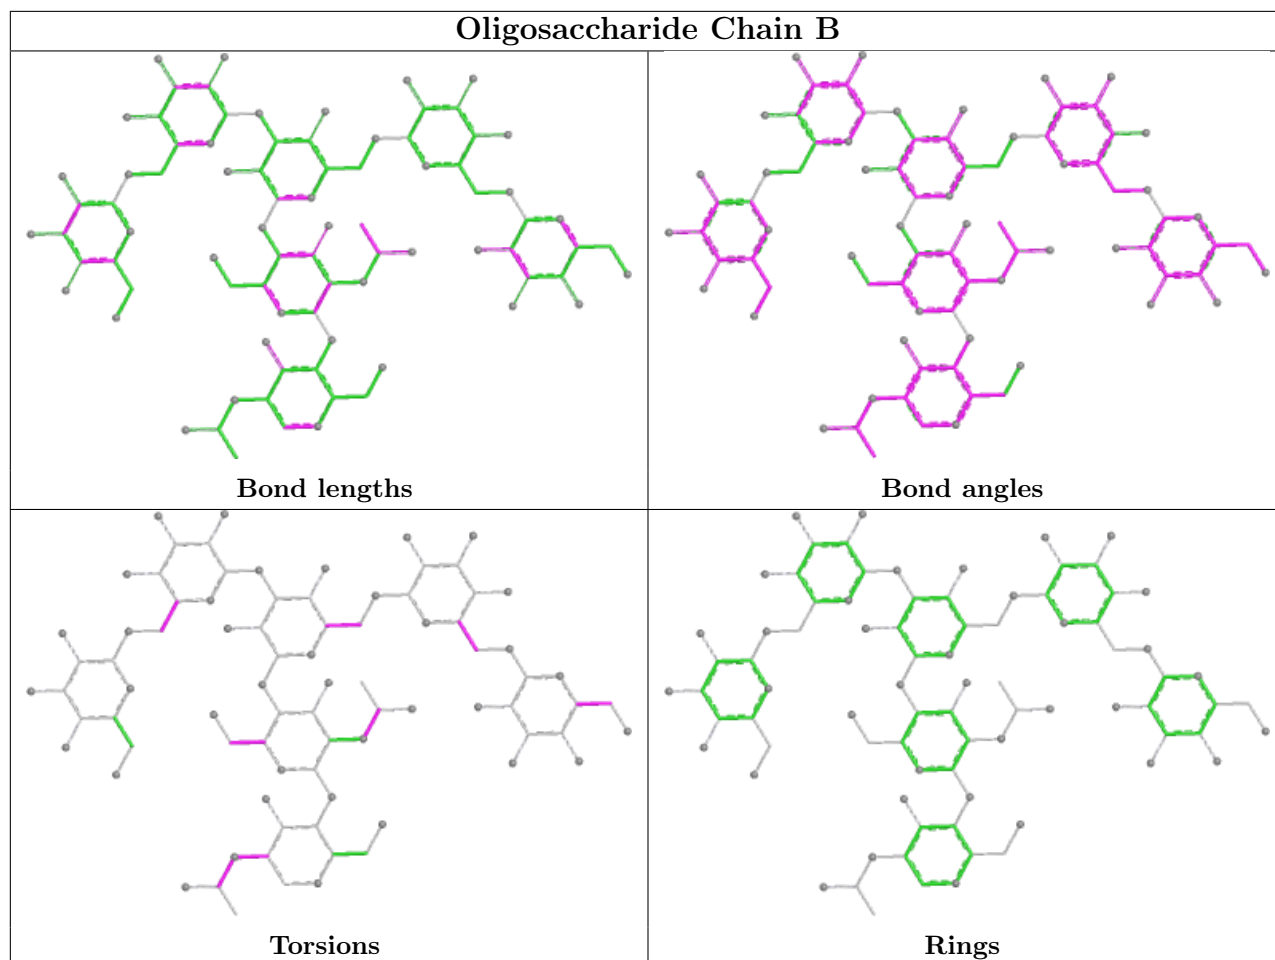 Oligosaccharide Chain B
Bond lengths
Bond angles
Torsions
Rings